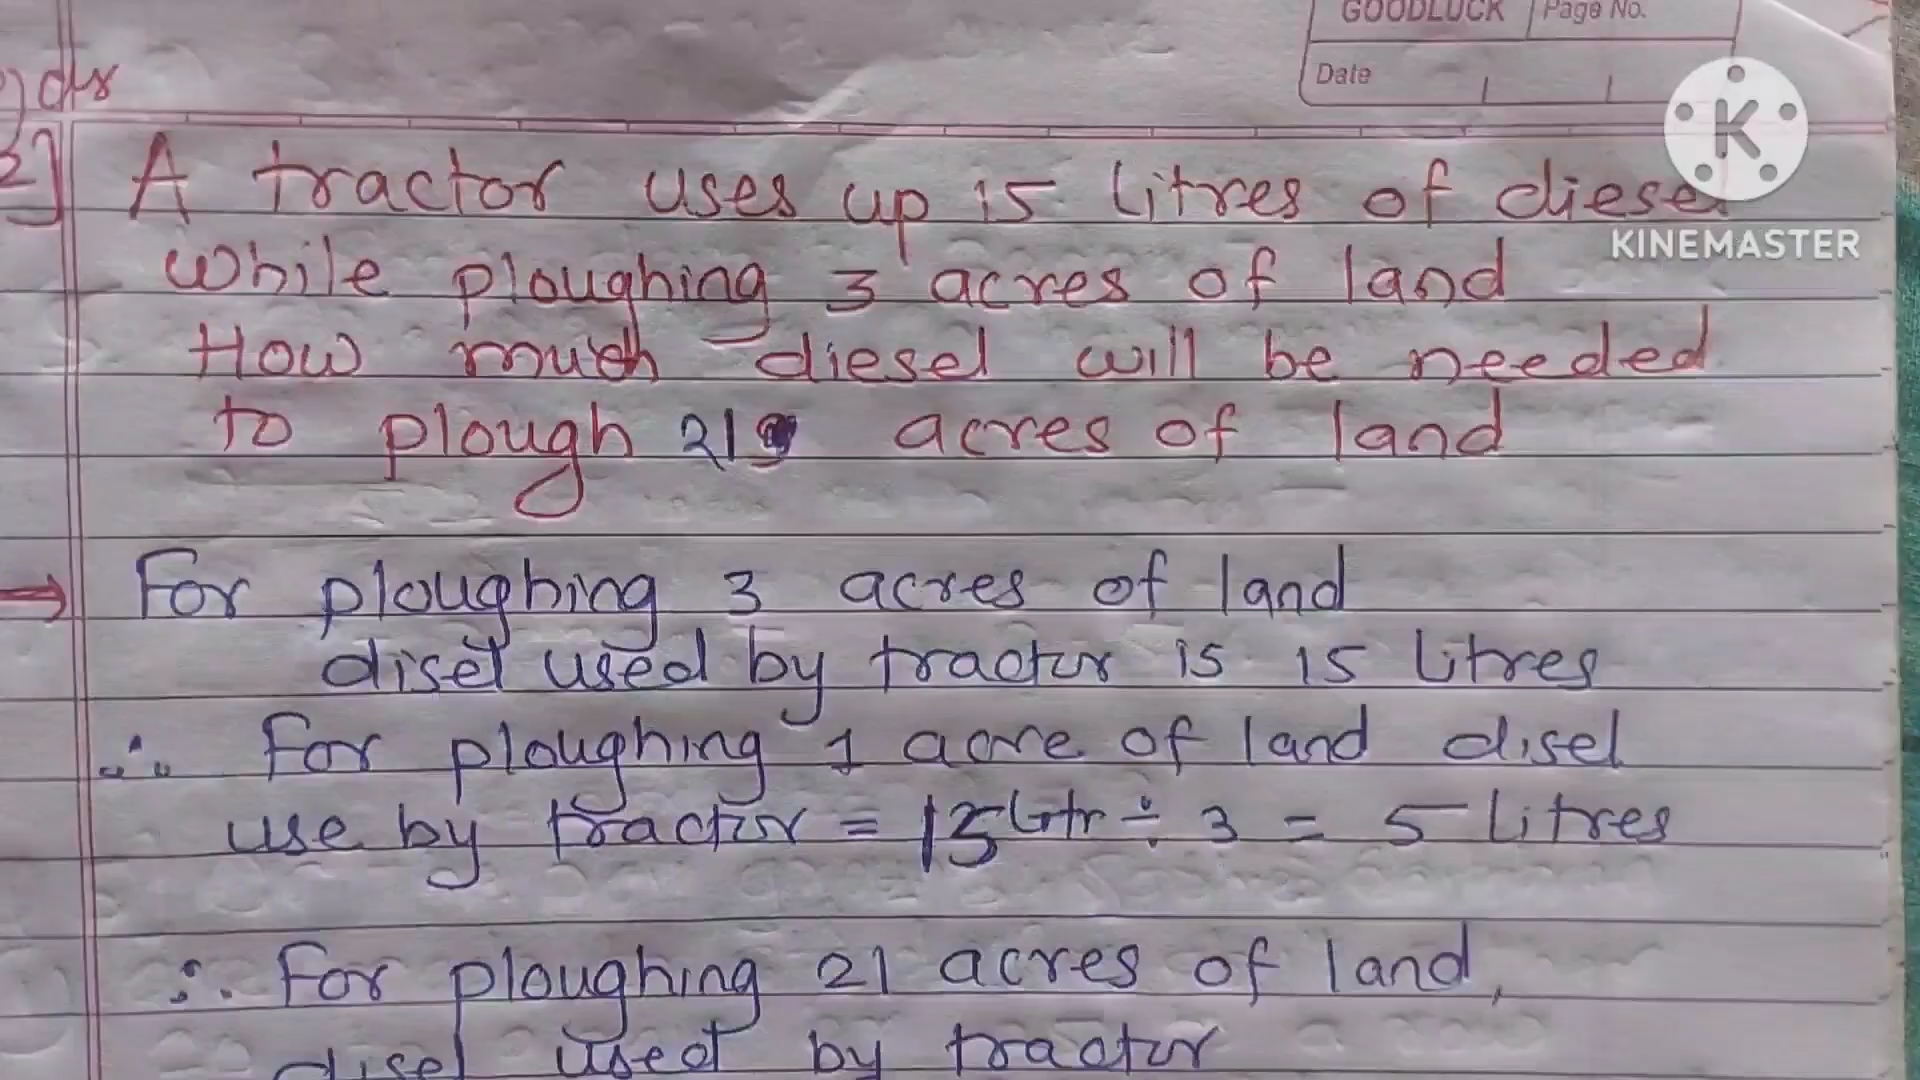 GOODLUCK Page No.
Date
KINEMASTER
2] A tractor uses up 15 litres of diesel
while ploughing 3 acres of land
How much diesel will be needed
to plough 21 acres of land
⇒ For ploughing 3 acres of land
disel used by tractor is 15 litres
∴ For ploughing 1 acre of land disel
use by tractor = 15 litr ÷ 3 = 5 litres
∴ For ploughing 21 acres of land,
disel used by tractor